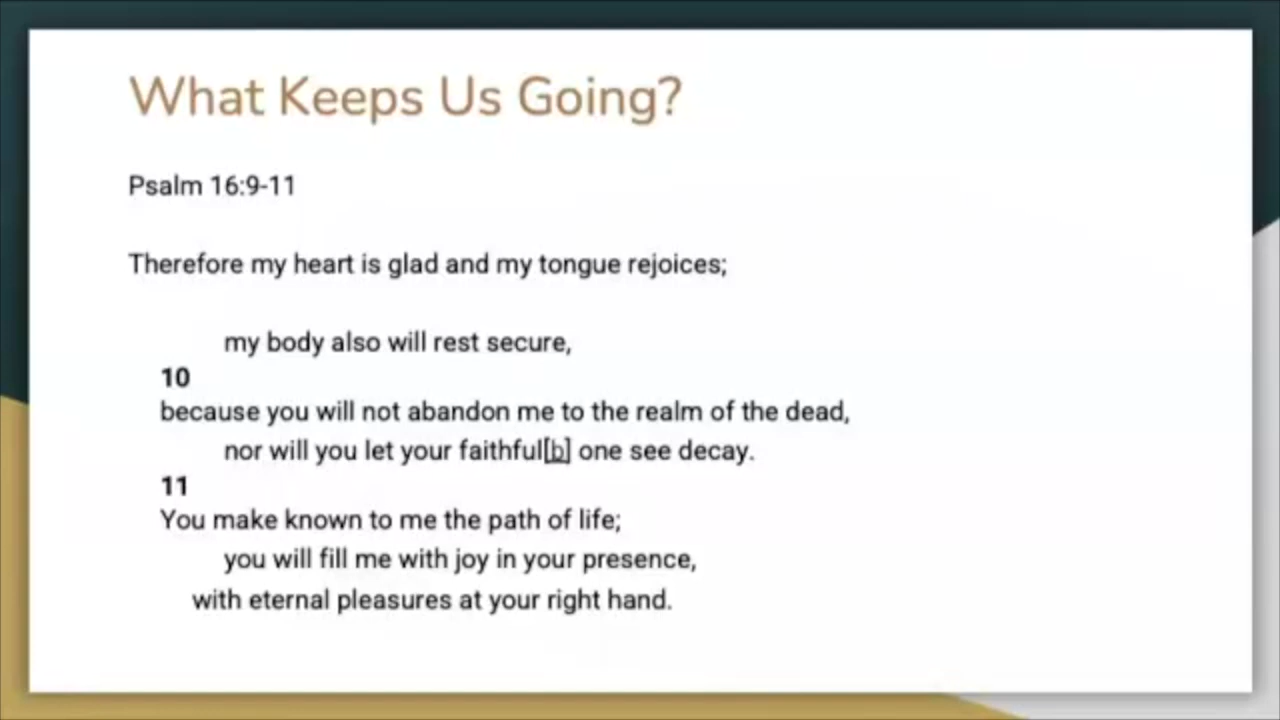 What Keeps Us Going?
Psalm 16:9-11
Therefore my heart is glad and my tongue rejoices;
my body also will rest secure,
10
because you will not abandon me to the realm of the dead,
nor will you let your faithful[b] one see decay.
11
You make known to me the path of life;
you will fill me with joy in your presence,
with eternal pleasures at your right hand.